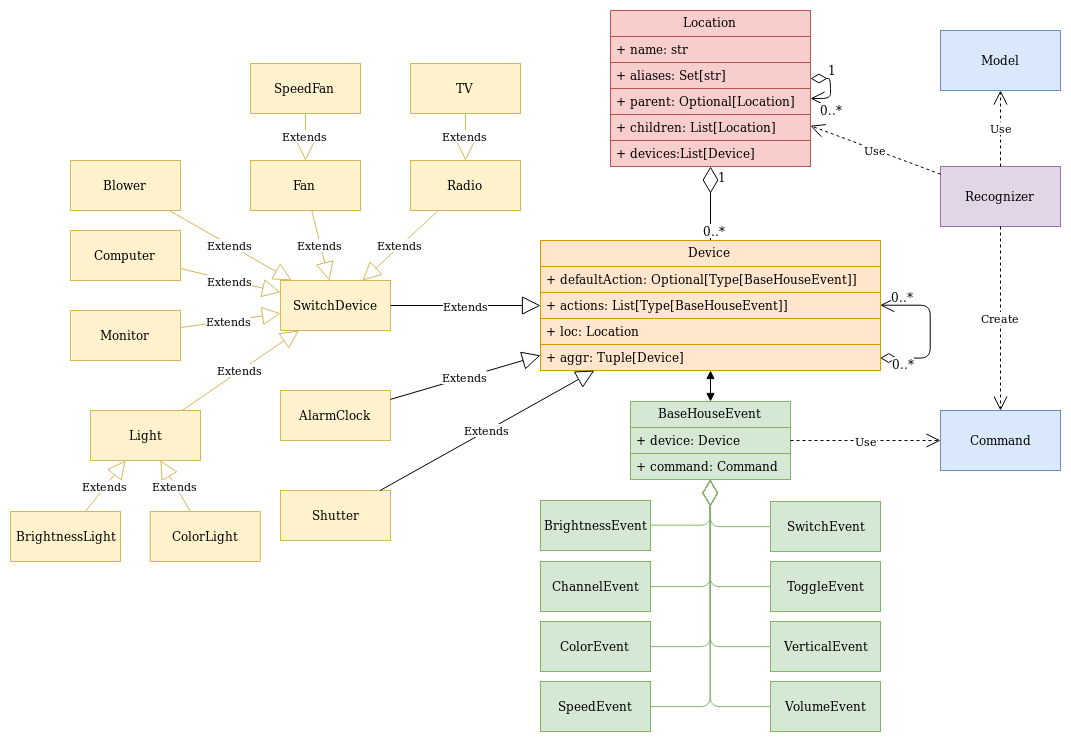 Location
+ name: str
+ aliases: Set[str]
+ parent: Optional[Location]
+ children: List[Location]
+ devices:List[Device]
1
0..*
Model
Use
Use
Recognizer
Create
Command
SpeedFan
TV
Extends
Extends
Blower
Fan
Radio
Computer
Extends
Extends
Extends
Extends
Monitor
Extends
SwitchDevice
Extends
Extends
1
0..*
Device
+ defaultAction: Optional[Type[BaseHouseEvent]]
+ actions: List[Type[BaseHouseEvent]]
+ loc: Location
+ aggr: Tuple[Device]
0..*
0..*
Extends
AlarmClock
Extends
Light
Extends
Extends
BrightnessLight
ColorLight
Shutter
BaseHouseEvent
+ device: Device
+ command: Command
Use
BrightnessEvent
SwitchEvent
ChannelEvent
ToggleEvent
ColorEvent
VerticalEvent
SpeedEvent
VolumeEvent